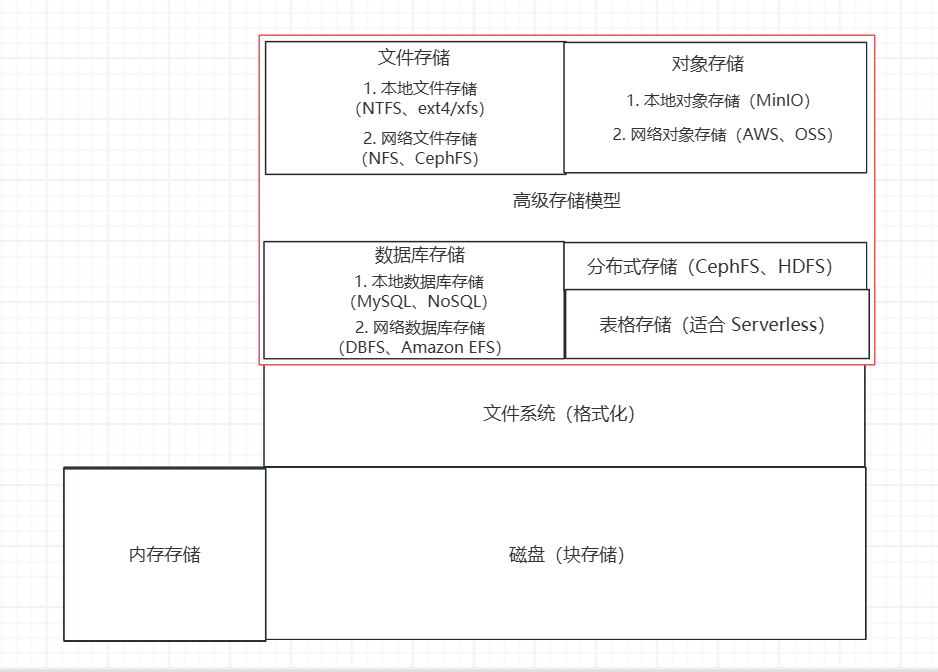 文件存储
1. 本地文件存储
（NTFS、ext4/xfs）
2. 网络文件存储
（NFS、CephFS）
对象存储
1. 本地对象存储（MinIO）
2. 网络对象存储（AWS、OSS）
高级存储模型
数据库存储
1. 本地数据库存储
（MySQL、NoSQL）
2. 网络数据库存储
（DBFS、Amazon EFS）
分布式存储（CephFS、HDFS）
表格存储（适合 Serverless）
文件系统（格式化）
内存存储
磁盘（块存储）